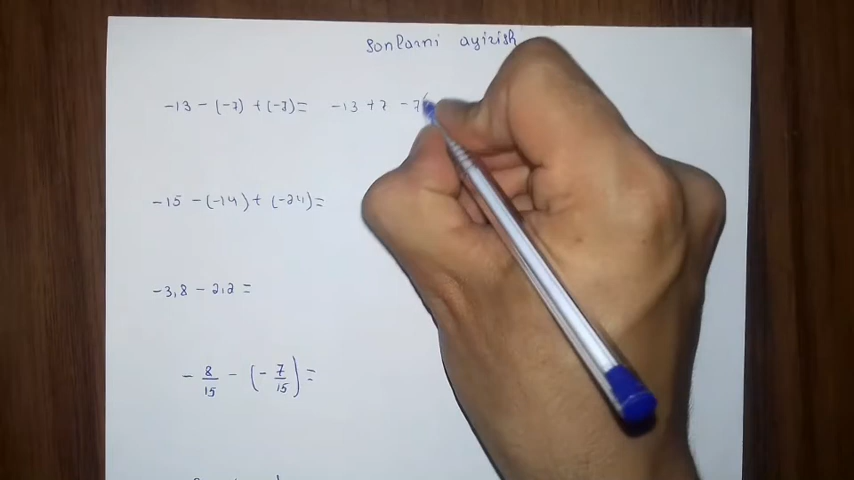 Sonlarni ayirish
-13 - (-7) + (-7) = -13 + 7 - 7
-15 - (-14) + (-24) =
-3,8 - 2,2 =
- 8/15 - (- 7/15) =